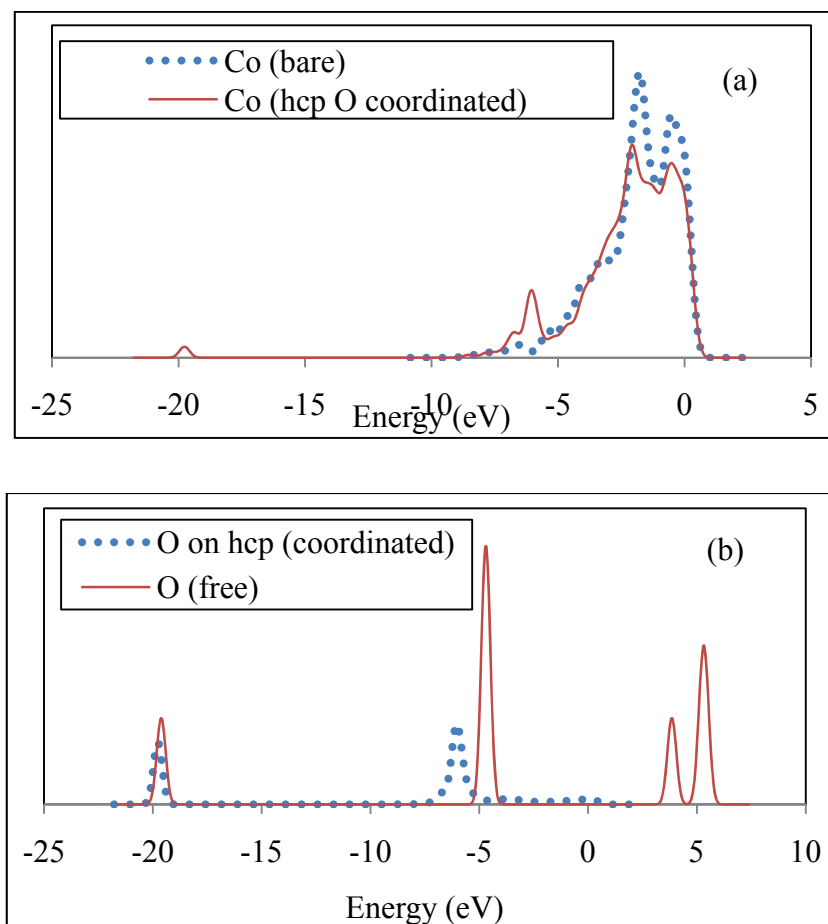 Co (bare)
Co (hcp O coordinated)
(a)
-25 -20 -15 -10 -5 0 5
Energy (eV)
O on hcp (coordinated)
O (free)
(b)
-25 -20 -15 -10 -5 0 5 10
Energy (eV)